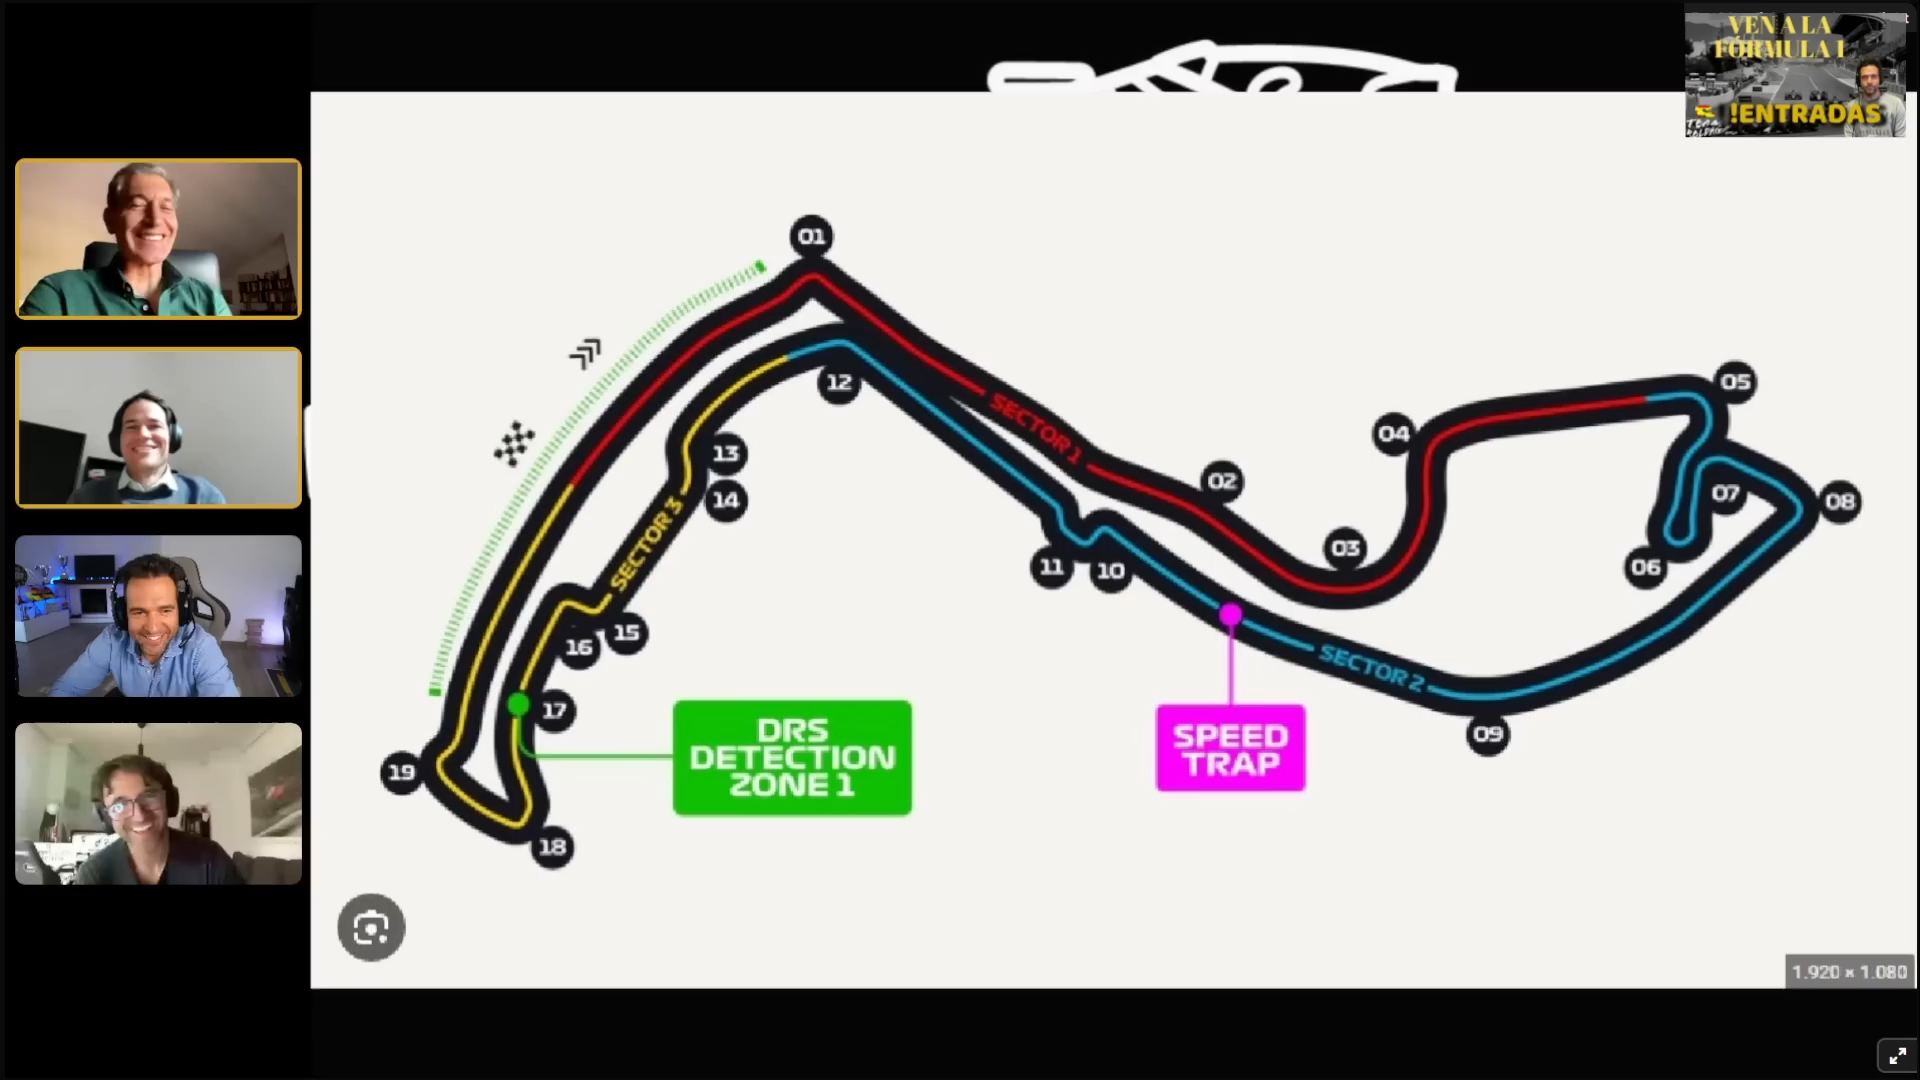 VEN A LA
FÓRMULA 1
!ENTRADAS
01
02
03
04
05
06
07
08
09
10
11
12
13
14
15
16
17
18
19
SECTOR 1
SECTOR 2
SECTOR 3
DRS
DETECTION
ZONE 1
SPEED
TRAP
1.920 × 1.080